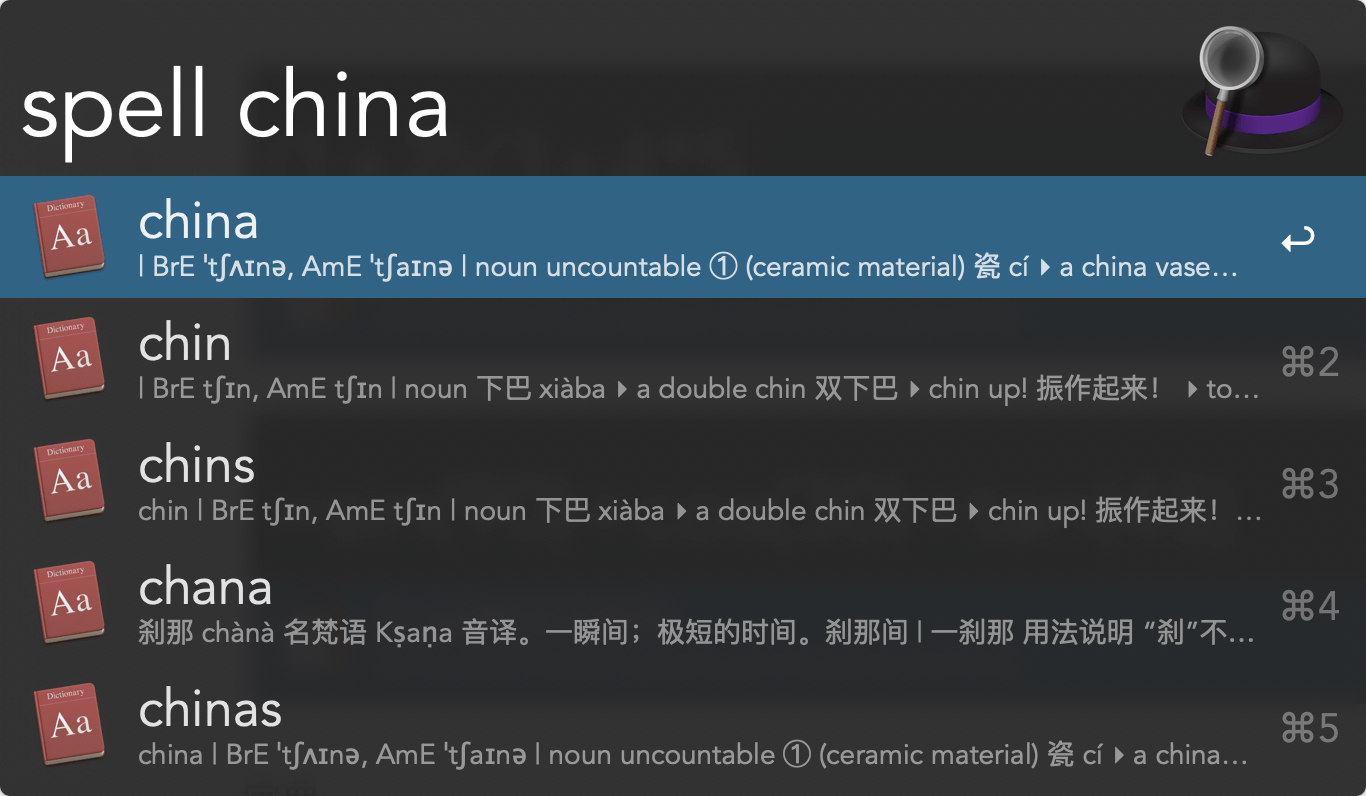 spell china
Dictionary
Aa
china
| BrE ˈtʃʌɪnə, AmE ˈtʃaɪnə | noun uncountable ① (ceramic material) 瓷 cí ▸ a china vase…
Dictionary
Aa
chin
| BrE tʃɪn, AmE tʃɪn | noun 下巴 xiàba ▸ a double chin 双下巴 ▸ chin up! 振作起来！ ▸ to…
⌘2
Dictionary
Aa
chins
chin | BrE tʃɪn, AmE tʃɪn | noun 下巴 xiàba ▸ a double chin 双下巴 ▸ chin up! 振作起来！…
⌘3
Dictionary
Aa
chana
刹那 chànà 名梵语 Kṣaṇa 音译。一瞬间；极短的时间。刹那间 | 一刹那 用法说明 “刹”不…
⌘4
Dictionary
Aa
chinas
china | BrE ˈtʃʌɪnə, AmE ˈtʃaɪnə | noun uncountable ① (ceramic material) 瓷 cí ▸ a china…
⌘5